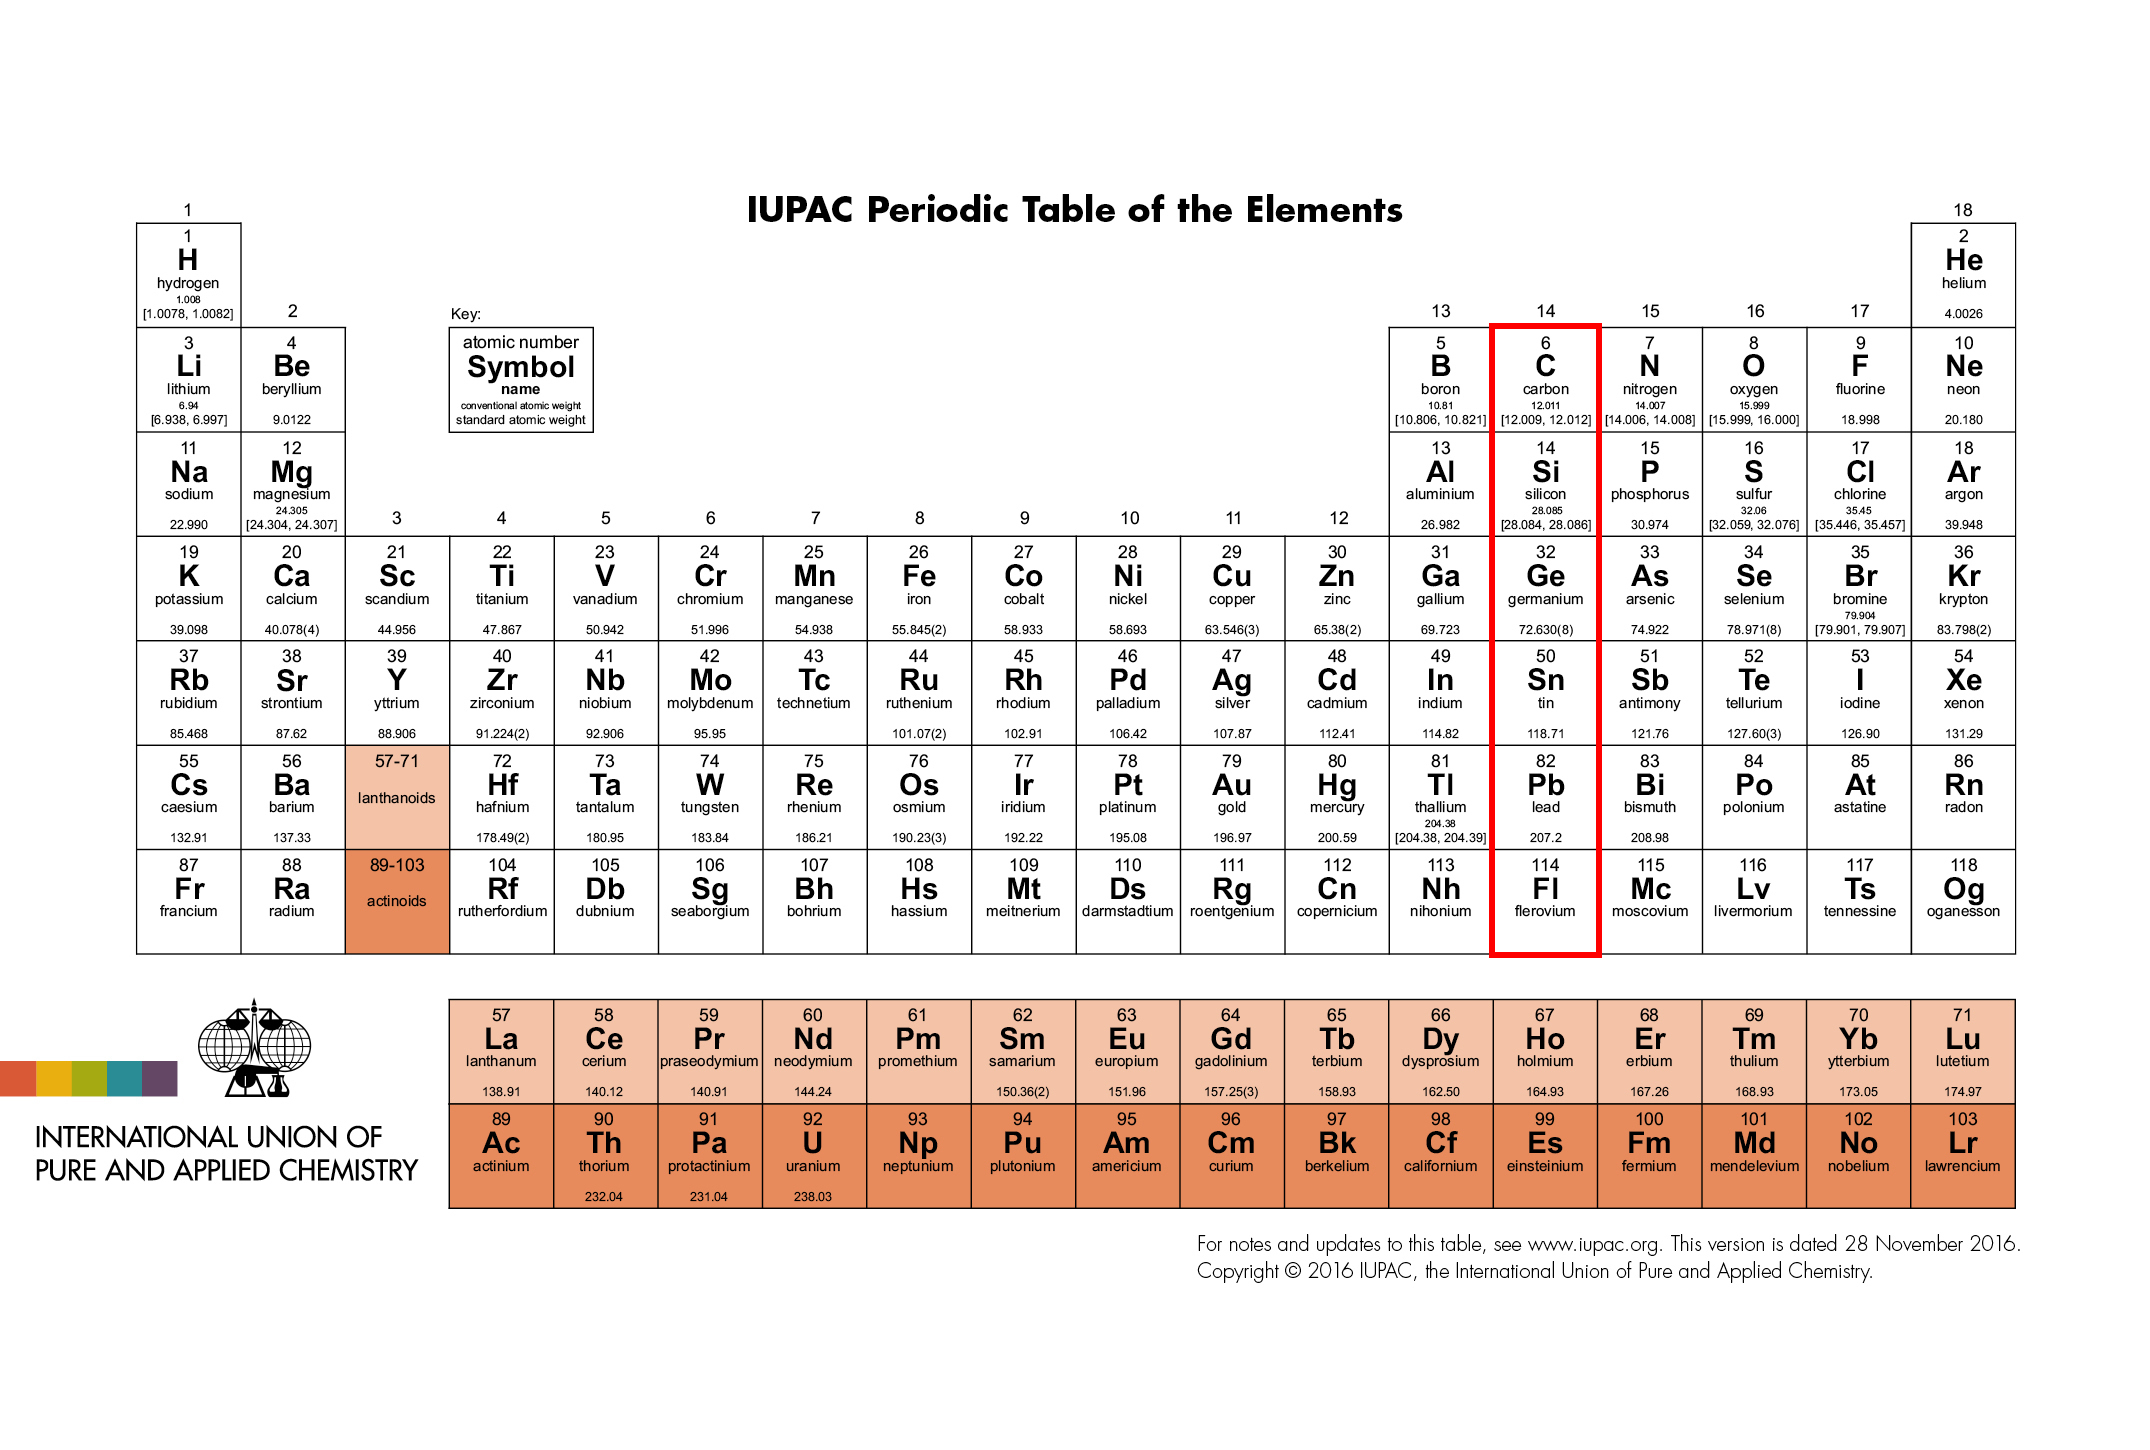 IUPAC Periodic Table of the Elements
1 18
1 2
H He
hydrogen helium
1.008
[1.0078, 1.0082] 2 Key: 13 14 15 16 17 4.0026
3 4 atomic number 5 6 7 8 9 10
Li Be Symbol B C N O F Ne
lithium beryllium name boron carbon nitrogen oxygen fluorine neon
6.94 conventional atomic weight 10.81 12.011 14.007 15.999
[6.938, 6.997] 9.0122 standard atomic weight [10.806, 10.821] [12.009, 12.012] [14.006, 14.008] [15.999, 16.000] 18.998 20.180
11 12 13 14 15 16 17 18
Na Mg Al Si P S Cl Ar
sodium magnesium aluminium silicon phosphorus sulfur chlorine argon
24.305 28.085 32.06 35.45
22.990 [24.304, 24.307] 3 4 5 6 7 8 9 10 11 12 26.982 [28.084, 28.086] 30.974 [32.059, 32.076] [35.446, 35.457] 39.948
19 20 21 22 23 24 25 26 27 28 29 30 31 32 33 34 35 36
K Ca Sc Ti V Cr Mn Fe Co Ni Cu Zn Ga Ge As Se Br Kr
potassium calcium scandium titanium vanadium chromium manganese iron cobalt nickel copper zinc gallium germanium arsenic selenium bromine krypton
79.904
39.098 40.078(4) 44.956 47.867 50.942 51.996 54.938 55.845(2) 58.933 58.693 63.546(3) 65.38(2) 69.723 72.630(8) 74.922 78.971(8) [79.901, 79.907] 83.798(2)
37 38 39 40 41 42 43 44 45 46 47 48 49 50 51 52 53 54
Rb Sr Y Zr Nb Mo Tc Ru Rh Pd Ag Cd In Sn Sb Te I Xe
rubidium strontium yttrium zirconium niobium molybdenum technetium ruthenium rhodium palladium silver cadmium indium tin antimony tellurium iodine xenon
85.468 87.62 88.906 91.224(2) 92.906 95.95 101.07(2) 102.91 106.42 107.87 112.41 114.82 118.71 121.76 127.60(3) 126.90 131.29
55 56 57-71 72 73 74 75 76 77 78 79 80 81 82 83 84 85 86
Cs Ba lanthanoids Hf Ta W Re Os Ir Pt Au Hg Tl Pb Bi Po At Rn
caesium barium hafnium tantalum tungsten rhenium osmium iridium platinum gold mercury thallium lead bismuth polonium astatine radon
204.38
132.91 137.33 178.49(2) 180.95 183.84 186.21 190.23(3) 192.22 195.08 196.97 200.59 [204.38, 204.39] 207.2 208.98
87 88 89-103 104 105 106 107 108 109 110 111 112 113 114 115 116 117 118
Fr Ra actinoids Rf Db Sg Bh Hs Mt Ds Rg Cn Nh Fl Mc Lv Ts Og
francium radium rutherfordium dubnium seaborgium bohrium hassium meitnerium darmstadtium roentgenium copernicium nihonium flerovium moscovium livermorium tennessine oganesson
57 58 59 60 61 62 63 64 65 66 67 68 69 70 71
La Ce Pr Nd Pm Sm Eu Gd Tb Dy Ho Er Tm Yb Lu
lanthanum cerium praseodymium neodymium promethium samarium europium gadolinium terbium dysprosium holmium erbium thulium ytterbium lutetium
138.91 140.12 140.91 144.24 150.36(2) 151.96 157.25(3) 158.93 162.50 164.93 167.26 168.93 173.05 174.97
89 90 91 92 93 94 95 96 97 98 99 100 101 102 103
Ac Th Pa U Np Pu Am Cm Bk Cf Es Fm Md No Lr
actinium thorium protactinium uranium neptunium plutonium americium curium berkelium californium einsteinium fermium mendelevium nobelium lawrencium
232.04 231.04 238.03
INTERNATIONAL UNION OF
PURE AND APPLIED CHEMISTRY
For notes and updates to this table, see www.iupac.org. This version is dated 28 November 2016.
Copyright © 2016 IUPAC, the International Union of Pure and Applied Chemistry.